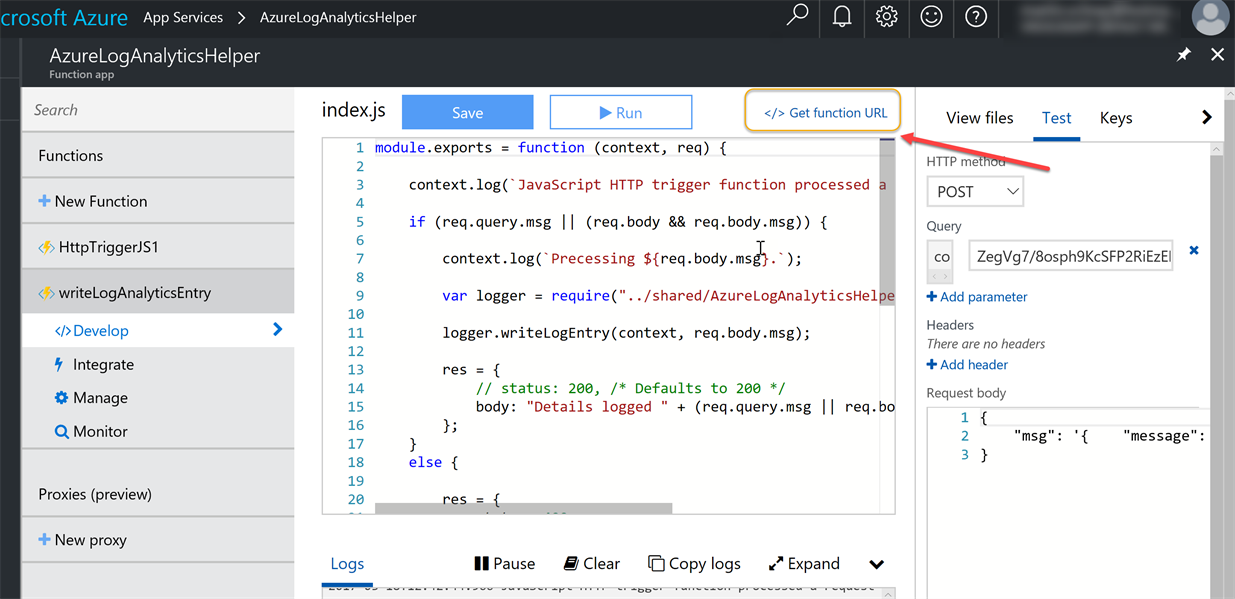 crosoft Azure App Services > AzureLogAnalyticsHelper
AzureLogAnalyticsHelper
Function app
Search
Functions
+ New Function
HttpTriggerJS1
writeLogAnalyticsEntry
</> Develop
Integrate
Manage
Monitor
Proxies (preview)
+ New proxy
index.js Save Run </> Get function URL
1 module.exports = function (context, req) {
2
3 context.log(`JavaScript HTTP trigger function processed a
4
5 if (req.query.msg || (req.body && req.body.msg)) {
6
7 context.log(`Precessing ${req.body.msg}.`);
8
9 var logger = require("../shared/AzureLogAnalyticsHelpe
10
11 logger.writeLogEntry(context, req.body.msg);
12
13 res = {
14 // status: 200, /* Defaults to 200 */
15 body: "Details logged " + (req.query.msg || req.bo
16 };
17 }
18 else {
19
20 res = {
Logs Pause Clear Copy logs Expand
View files Test Keys
HTTP method
POST
Query
co ZegVg7/8osph9KcSFP2RiEzE
+ Add parameter
Headers
There are no headers
+ Add header
Request body
1 {
2 "msg": '{ "message":
3 }